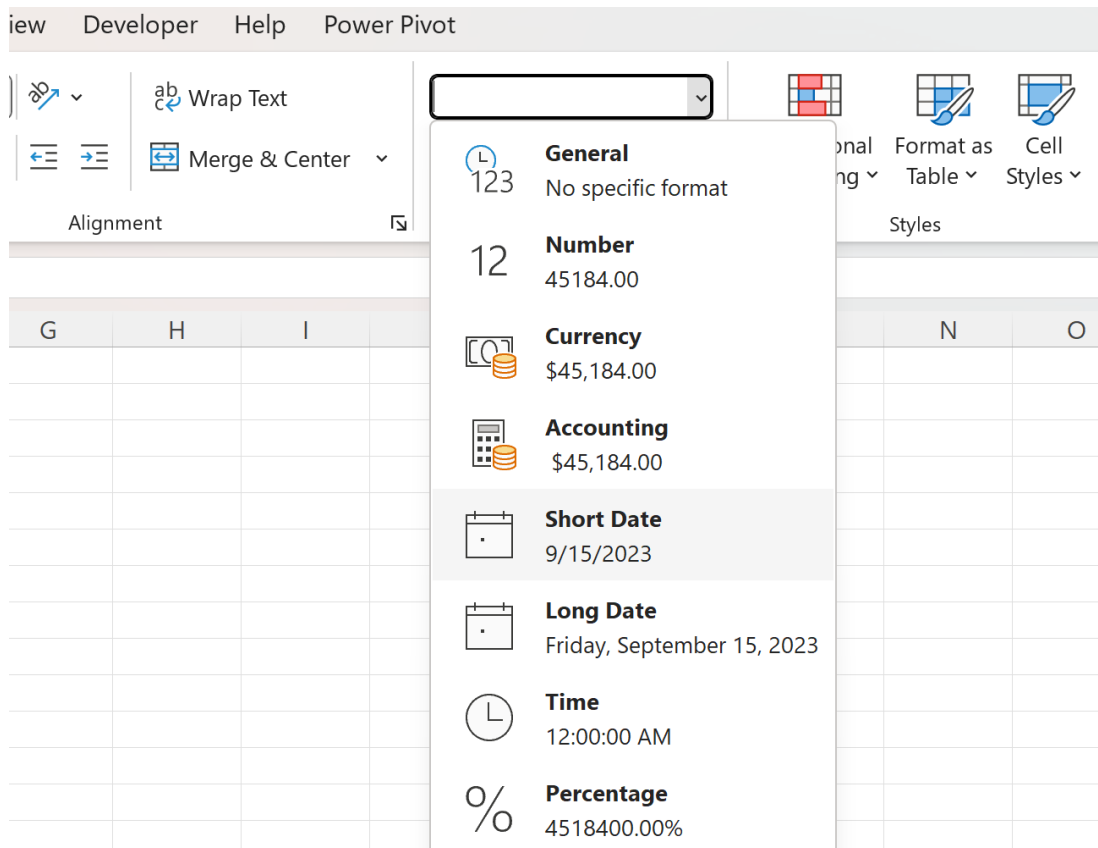 iew Developer Help Power Pivot
ab
ab
c Wrap Text
Merge & Center
Alignment
onal
ng
Format as
Table
Cell
Styles
Styles
123
General
No specific format
12
Number
45184.00
Currency
$45,184.00
Accounting
$45,184.00
Short Date
9/15/2023
Long Date
Friday, September 15, 2023
Time
12:00:00 AM
%
Percentage
4518400.00%
G H I N O